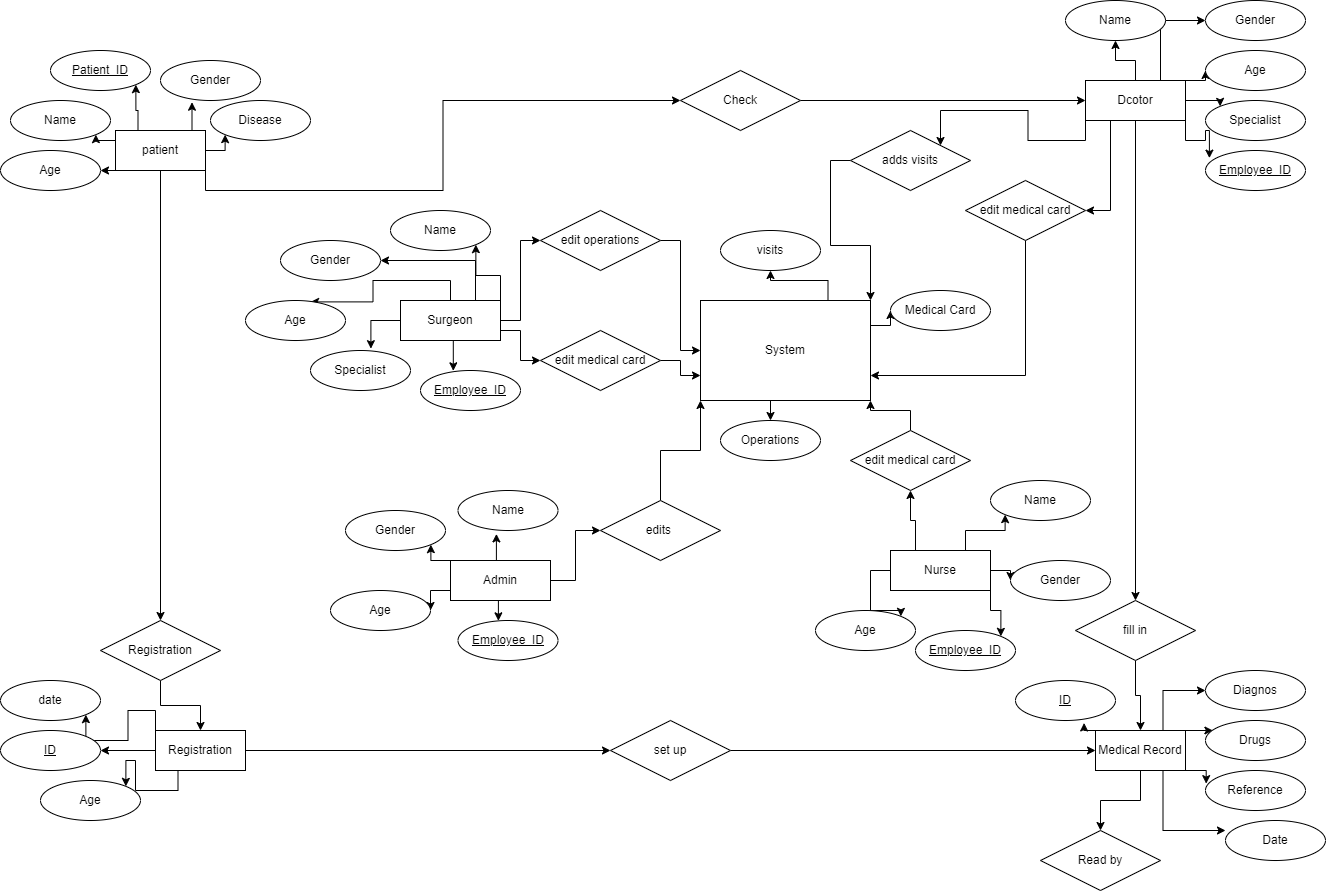 Name
Gender
Patient_ID
Gender
Age
Check
Dcotor
Name
Disease
Specialist
patient
adds visits
Age
Employee_ID
edit medical card
Name
edit operations
visits
Gender
Medical Card
Age
Surgeon
System
edit medical card
Specialist
Employee_ID
Operations
edit medical card
Name
Name
Gender
edits
Nurse
Admin
Gender
Age
Age
fill in
Employee_ID
Employee_ID
Registration
Diagnos
date
ID
Drugs
ID
Registration
set up
Medical Record
Reference
Age
Date
Read by